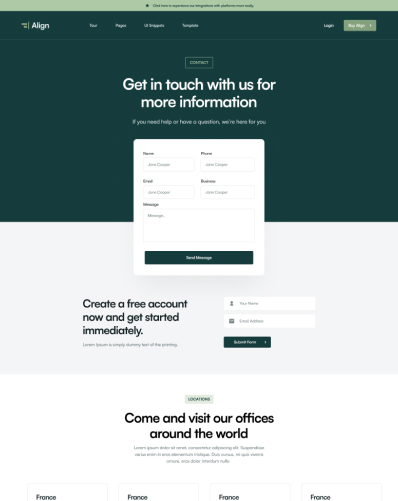 Click here to experience our integrations with platforms more easily.
Align
Tour
Pages
UI Snippets
Template
Login
Buy Align
CONTACT
Get in touch with us for
more information
If you need help or have a question, we're here for you
Name
Phone
Jane Cooper
Jane Cooper
Email
Business
Jane Cooper
Jane Cooper
Message
Message..
Send Message
Create a free account
now and get started
immediately.
Lorem Ipsum is simply dummy text of the printing.
Your Name
Email Address
Submit Form
LOCATIONS
Come and visit our offices
around the world
Lorem ipsum dolor sit amet, consectetur adipiscing elit. Suspendisse
varius enim in eros elementum tristique. Duis cursus, mi quis viverra
ornare, eros dolor interdum nulla.
France
France
France
France